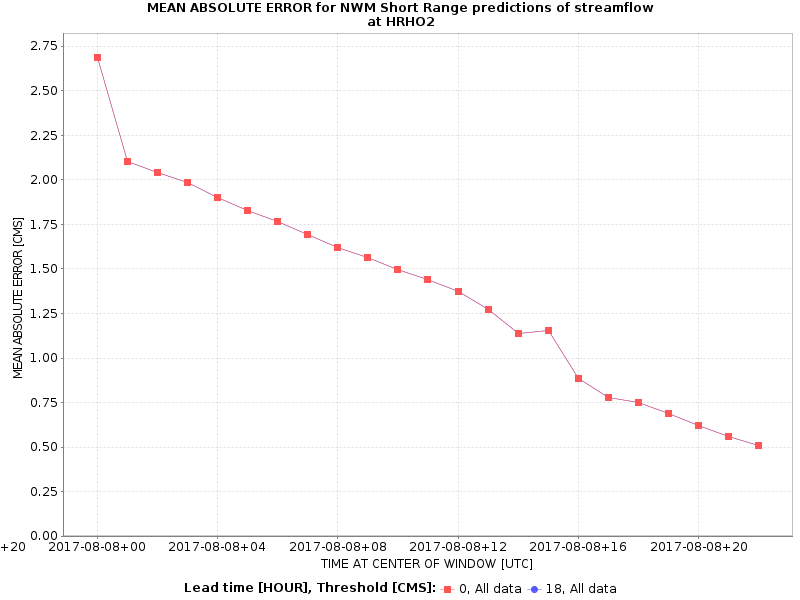 MEAN ABSOLUTE ERROR for NWM Short Range predictions of streamflow
at HRHO2
2.75
2.50
2.25
2.00
1.75
1.50
1.25
1.00
0.75
0.50
0.25
0.00
MEAN ABSOLUTE ERROR [CMS]
+20 2017-08-08+00 2017-08-08+04 2017-08-08+08 2017-08-08+12 2017-08-08+16 2017-08-08+20
TIME AT CENTER OF WINDOW [UTC]
Lead time [HOUR], Threshold [CMS]: 0, All data 18, All data